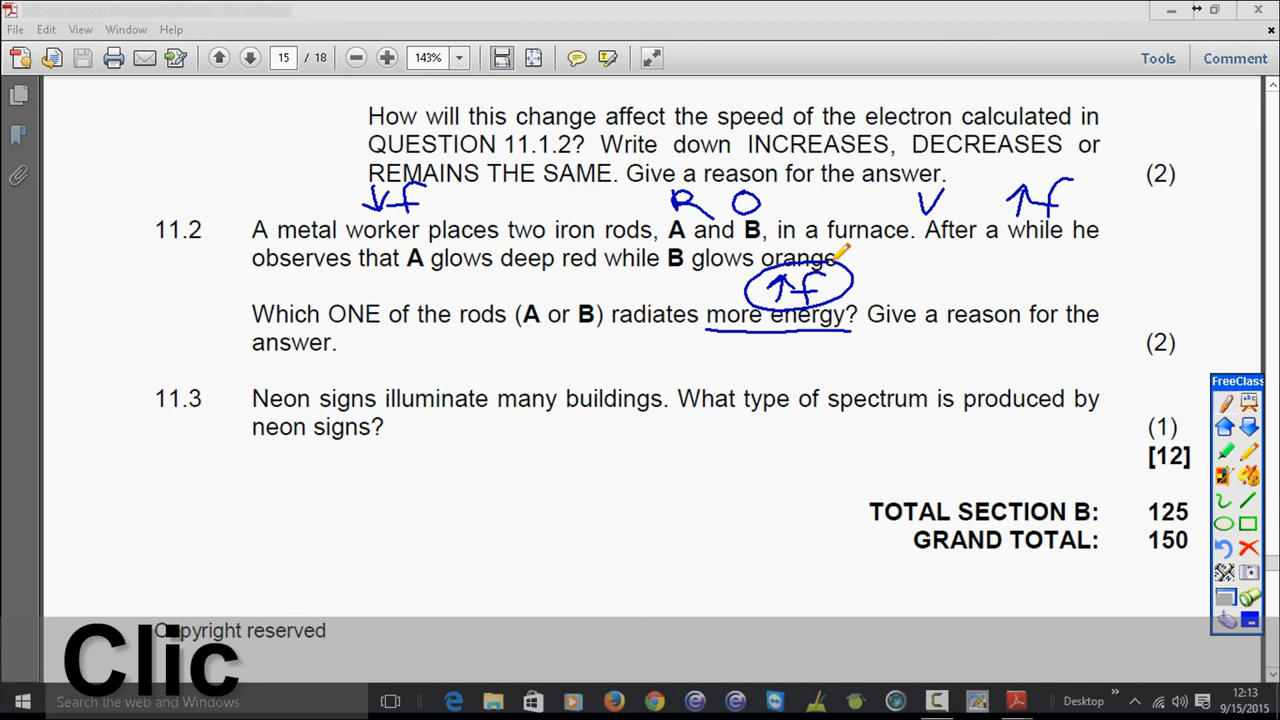 File Edit View Window Help
15 / 18 143% Tools Comment
How will this change affect the speed of the electron calculated in
QUESTION 11.1.2? Write down INCREASES, DECREASES or
REMAINS THE SAME. Give a reason for the answer. (2)
↓f R O V ↑f
11.2 A metal worker places two iron rods, A and B, in a furnace. After a while he
observes that A glows deep red while B glows orange
↑f
Which ONE of the rods (A or B) radiates more energy? Give a reason for the
answer. (2)
11.3 Neon signs illuminate many buildings. What type of spectrum is produced by
neon signs? (1)
[12]
TOTAL SECTION B: 125
GRAND TOTAL: 150
Copyright reserved
Clic
FreeClass
Search the web and Windows
Desktop
12:13
9/15/2015